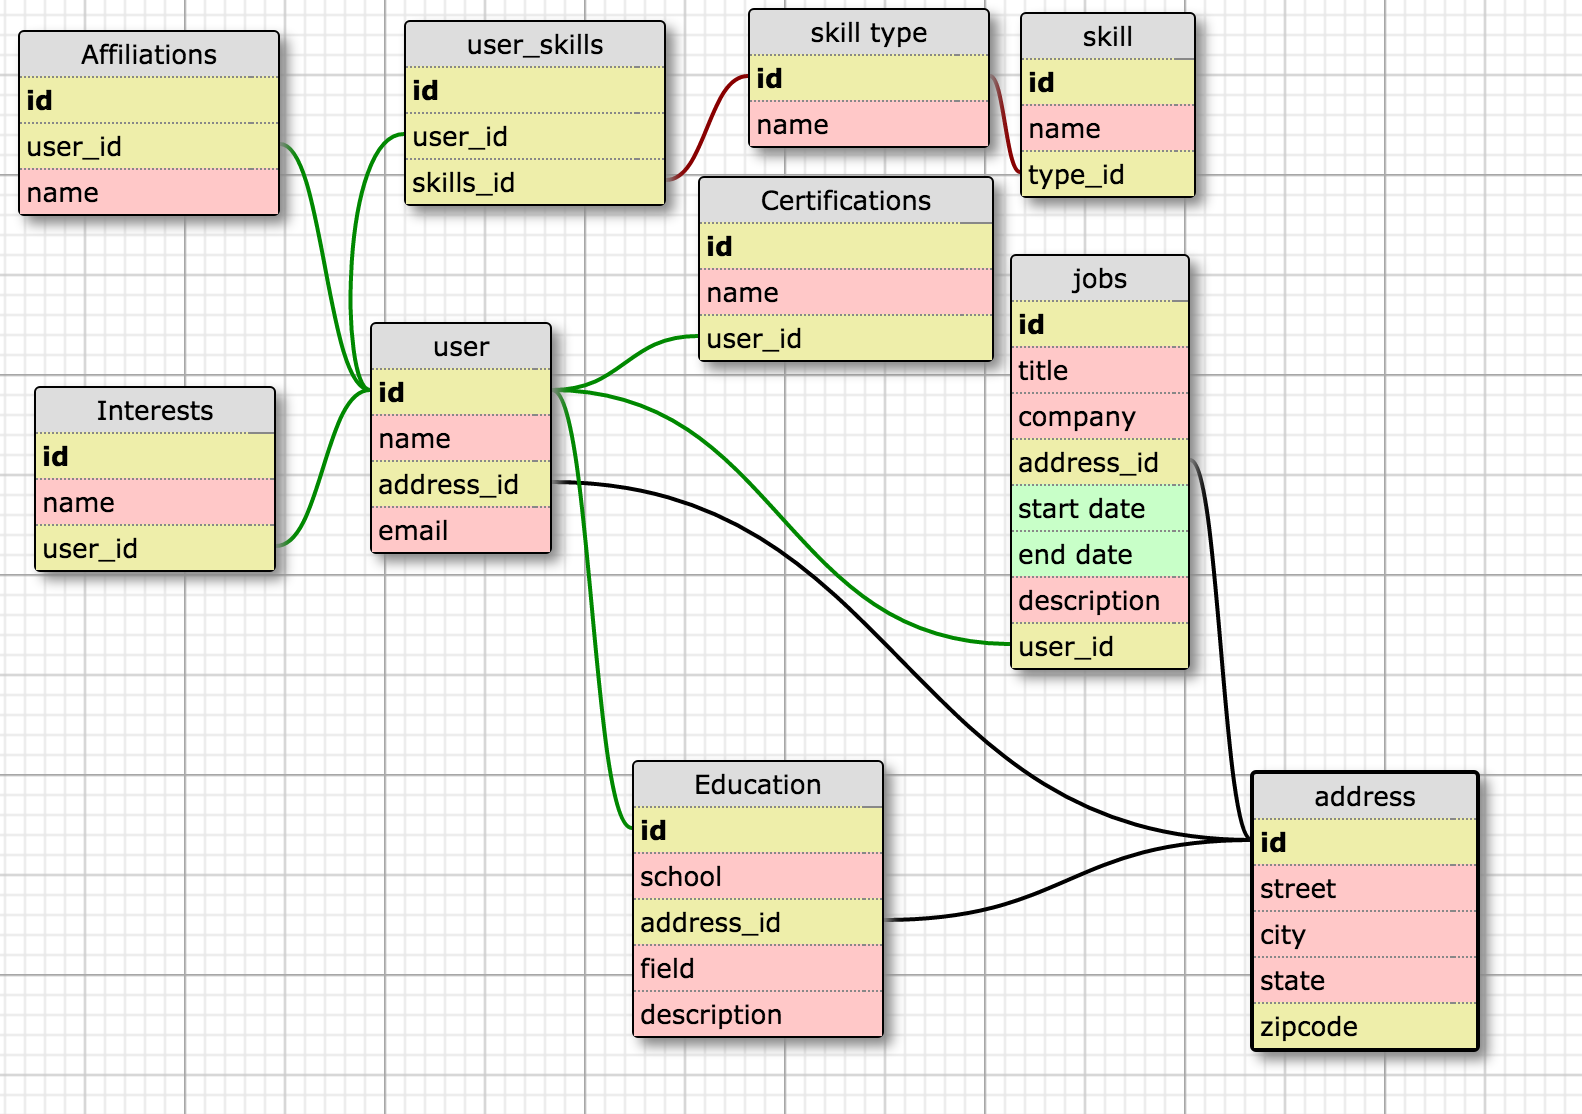 Affiliations
id
user_id
name
user_skills
id
user_id
skills_id
skill type
id
name
skill
id
name
type_id
Certifications
id
name
user_id
jobs
id
title
company
address_id
start date
end date
description
user_id
user
id
name
address_id
email
Interests
id
name
user_id
Education
id
school
address_id
field
description
address
id
street
city
state
zipcode